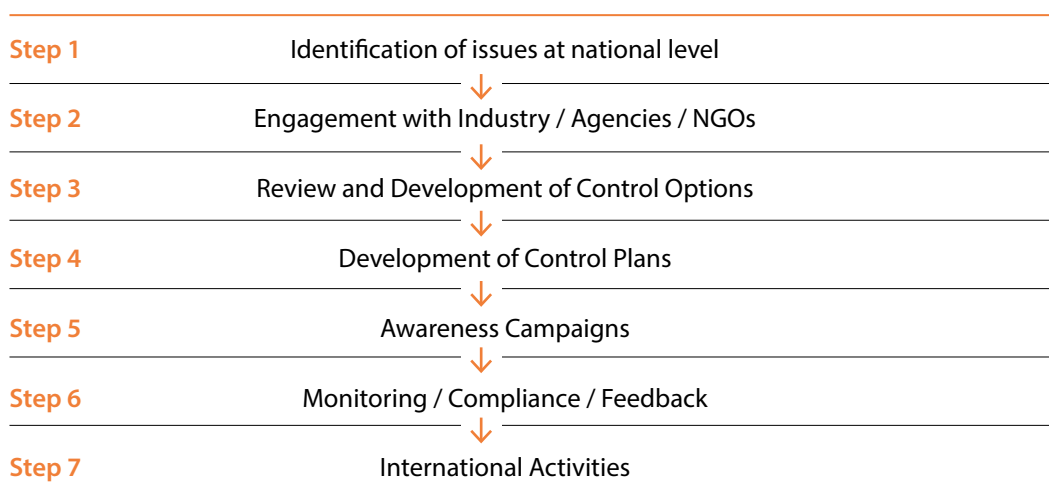 Step 1 Identification of issues at national level
Step 2 Engagement with Industry / Agencies / NGOs
Step 3 Review and Development of Control Options
Step 4 Development of Control Plans
Step 5 Awareness Campaigns
Step 6 Monitoring / Compliance / Feedback
Step 7 International Activities